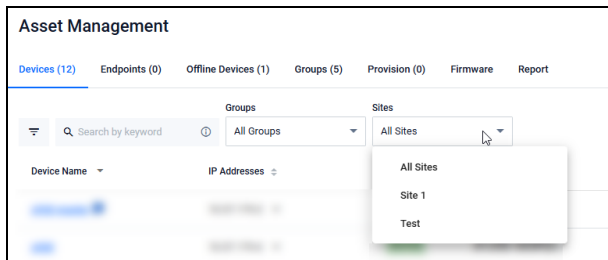 Asset Management
Devices (12) Endpoints (0) Offline Devices (1) Groups (5) Provision (0) Firmware Report
Groups Sites
Search by keyword All Groups All Sites
Device Name IP Addresses
All Sites
Site 1
Test